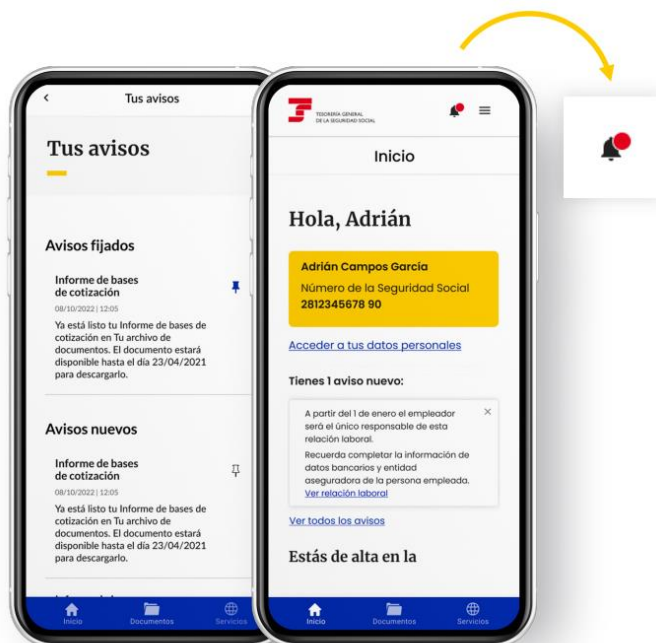 Tus avisos
Tus avisos
Avisos fijados
Informe de bases
de cotización
08/10/2022 | 12:05
Ya está listo tu Informe de bases de
cotización en Tu archivo de
documentos. El documento estará
disponible hasta el día 23/04/2021
para descargarlo.
Avisos nuevos
Informe de bases
de cotización
08/10/2022 | 12:05
Ya está listo tu Informe de bases de
cotización en Tu archivo de
documentos. El documento estará
disponible hasta el día 23/04/2021
para descargarlo.
Inicio
Documentos
Servicios
TESORERÍA GENERAL
DE LA SEGURIDAD SOCIAL
Inicio
Hola, Adrián
Adrián Campos García
Número de la Seguridad Social
2812345678 90
Acceder a tus datos personales
Tienes 1 aviso nuevo:
A partir del 1 de enero el empleador
será el único responsable de esta
relación laboral.
Recuerda completar la información de
datos bancarios y entidad
aseguradora de la persona empleada.
Ver relación laboral
Ver todos los avisos
Estás de alta en la
Inicio
Documentos
Servicios